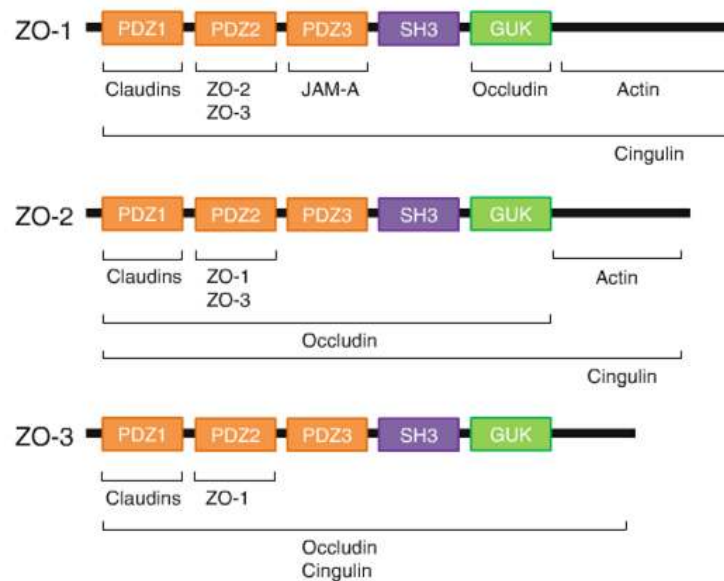 ZO-1 PDZ1 PDZ2 PDZ3 SH3 GUK
Claudins ZO-2 JAM-A Occludin Actin
ZO-3
Cingulin
ZO-2 PDZ1 PDZ2 PDZ3 SH3 GUK
Claudins ZO-1 Actin
ZO-3
Occludin
Cingulin
ZO-3 PDZ1 PDZ2 PDZ3 SH3 GUK
Claudins ZO-1
Occludin
Cingulin